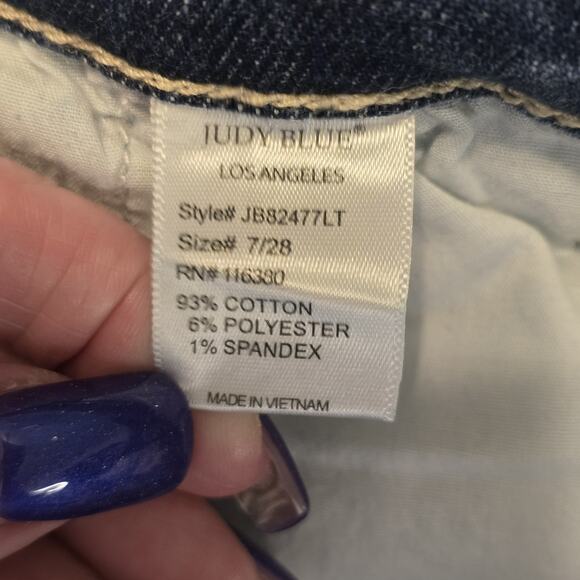 JUDY BLUE®
LOS ANGELES
Style# JB82477LT
Size# 7/28
RN# 116380
93% COTTON
6% POLYESTER
1% SPANDEX
MADE IN VIETNAM